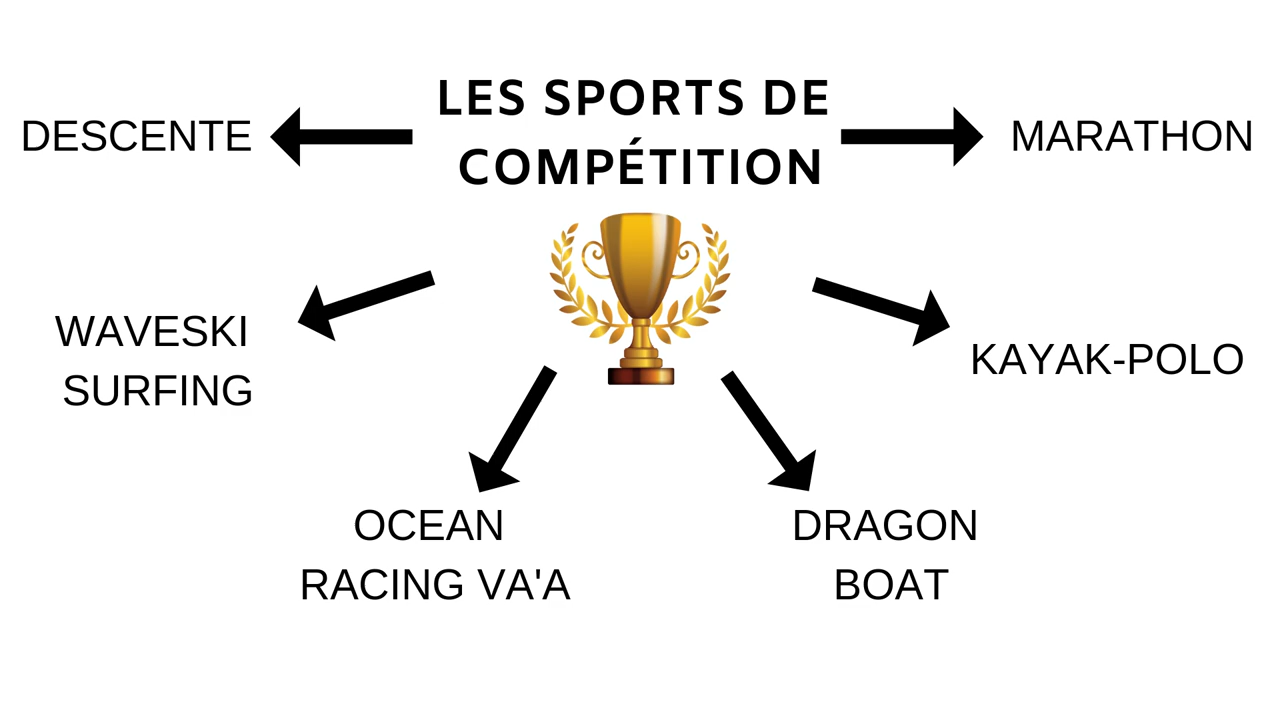 LES SPORTS DE
COMPÉTITION
DESCENTE
MARATHON
WAVESKI
SURFING
KAYAK-POLO
OCEAN
RACING VA'A
DRAGON
BOAT